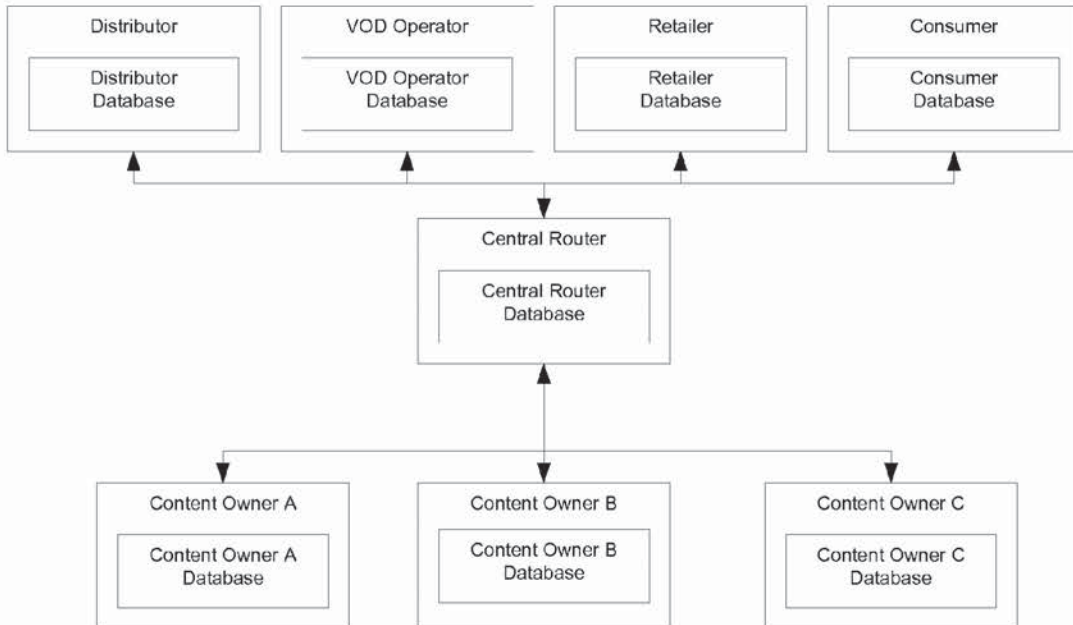 Distributor
Distributor
Database
VOD Operator
VOD Operator
Database
Retailer
Retailer
Database
Consumer
Consumer
Database
Central Router
Central Router
Database
Content Owner A
Content Owner A
Database
Content Owner B
Content Owner B
Database
Content Owner C
Content Owner C
Database